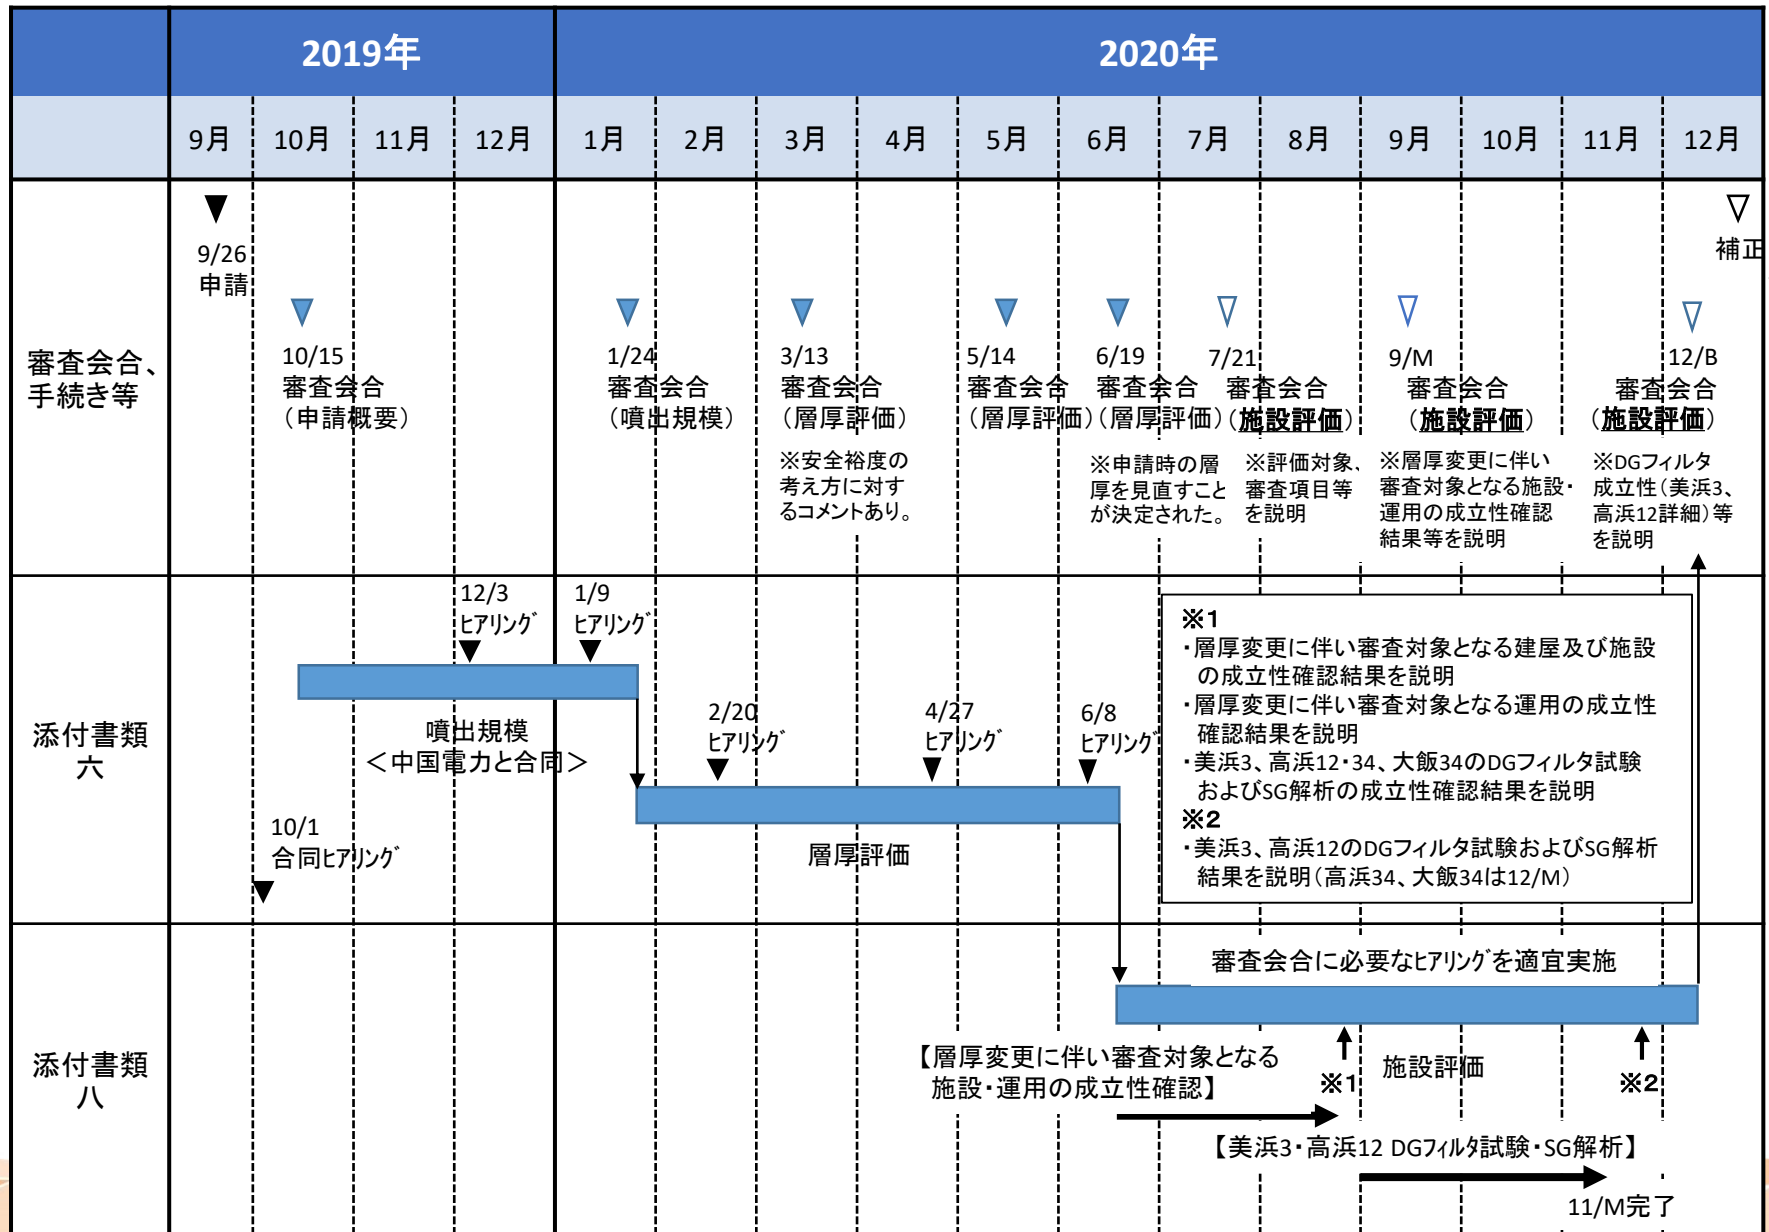 2019年
2020年
9月
10月
11月
12月
1月
2月
3月
4月
5月
6月
7月
8月
9月
10月
11月
12月
審査会合、
手続き等
9/26
申請
10/15
審査会合
（申請概要）
1/24
審査会合
（噴出規模）
3/13
審査会合
（層厚評価）
※安全裕度の
考え方に対す
るコメントあり。
5/14
審査会合
（層厚評価）
6/19
審査会合
（層厚評価）
※申請時の層
厚を見直すこと
が決定された。
7/21
審査会合
（施設評価）
※評価対象、
審査項目等
を説明
9/M
審査会合
（施設評価）
※層厚変更に伴い
審査対象となる施設・
運用の成立性確認
結果等を説明
補正
12/B
審査会合
（施設評価）
※DGフィルタ
成立性（美浜3、
高浜12詳細）等
を説明
添付書類
六
10/1
合同ﾋｱﾘﾝｸﾞ
12/3
ﾋｱﾘﾝｸﾞ
1/9
ﾋｱﾘﾝｸﾞ
噴出規模
＜中国電力と合同＞
2/20
ﾋｱﾘﾝｸﾞ
4/27
ﾋｱﾘﾝｸﾞ
6/8
ﾋｱﾘﾝｸﾞ
層厚評価
※1
・層厚変更に伴い審査対象となる建屋及び施設
の成立性確認結果を説明
・層厚変更に伴い審査対象となる運用の成立性
確認結果を説明
・美浜3、高浜12・34、大飯34のDGフィルタ試験
およびSG解析の成立性確認結果を説明
※2
・美浜3、高浜12のDGフィルタ試験およびSG解析
結果を説明（高浜34、大飯34は12/M）
添付書類
八
審査会合に必要なﾋｱﾘﾝｸﾞを適宜実施
【層厚変更に伴い審査対象となる
施設・運用の成立性確認】
※1
施設評価
※2
【美浜3・高浜12 DGﾌｨﾙﾀ試験・SG解析】
11/M完了